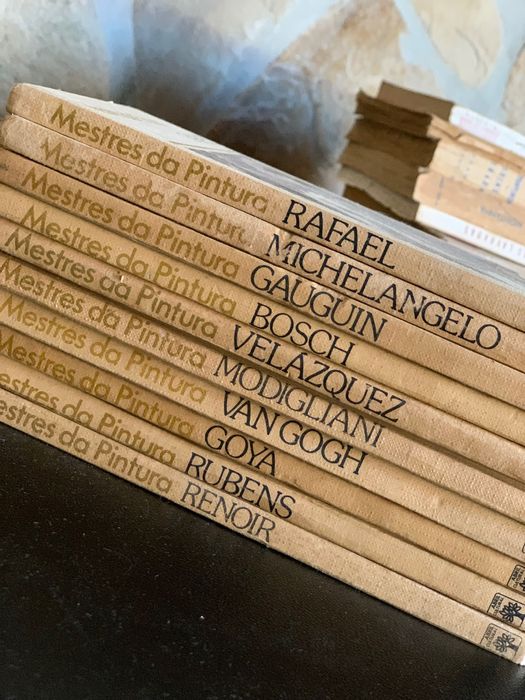 Mestres da Pintura RAFAEL
Mestres da Pintura MICHELANGELO
Mestres da Pintura GAUGUIN
Mestres da Pintura BOSCH
Mestres da Pintura VELÁZQUEZ
Mestres da Pintura MODIGLIANI
Mestres da Pintura VAN GOGH
Mestres da Pintura GOYA
Mestres da Pintura RUBENS
Mestres da Pintura RENOIR